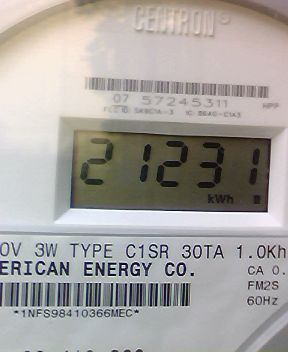 CENTRON®
07 57245311 HPP
21231
kWh
0V 3W TYPE C1SR 30TA 1.0Kh
ERICAN ENERGY CO.
CA 0.
FM2S
60Hz
*1NFS98410366MEC*